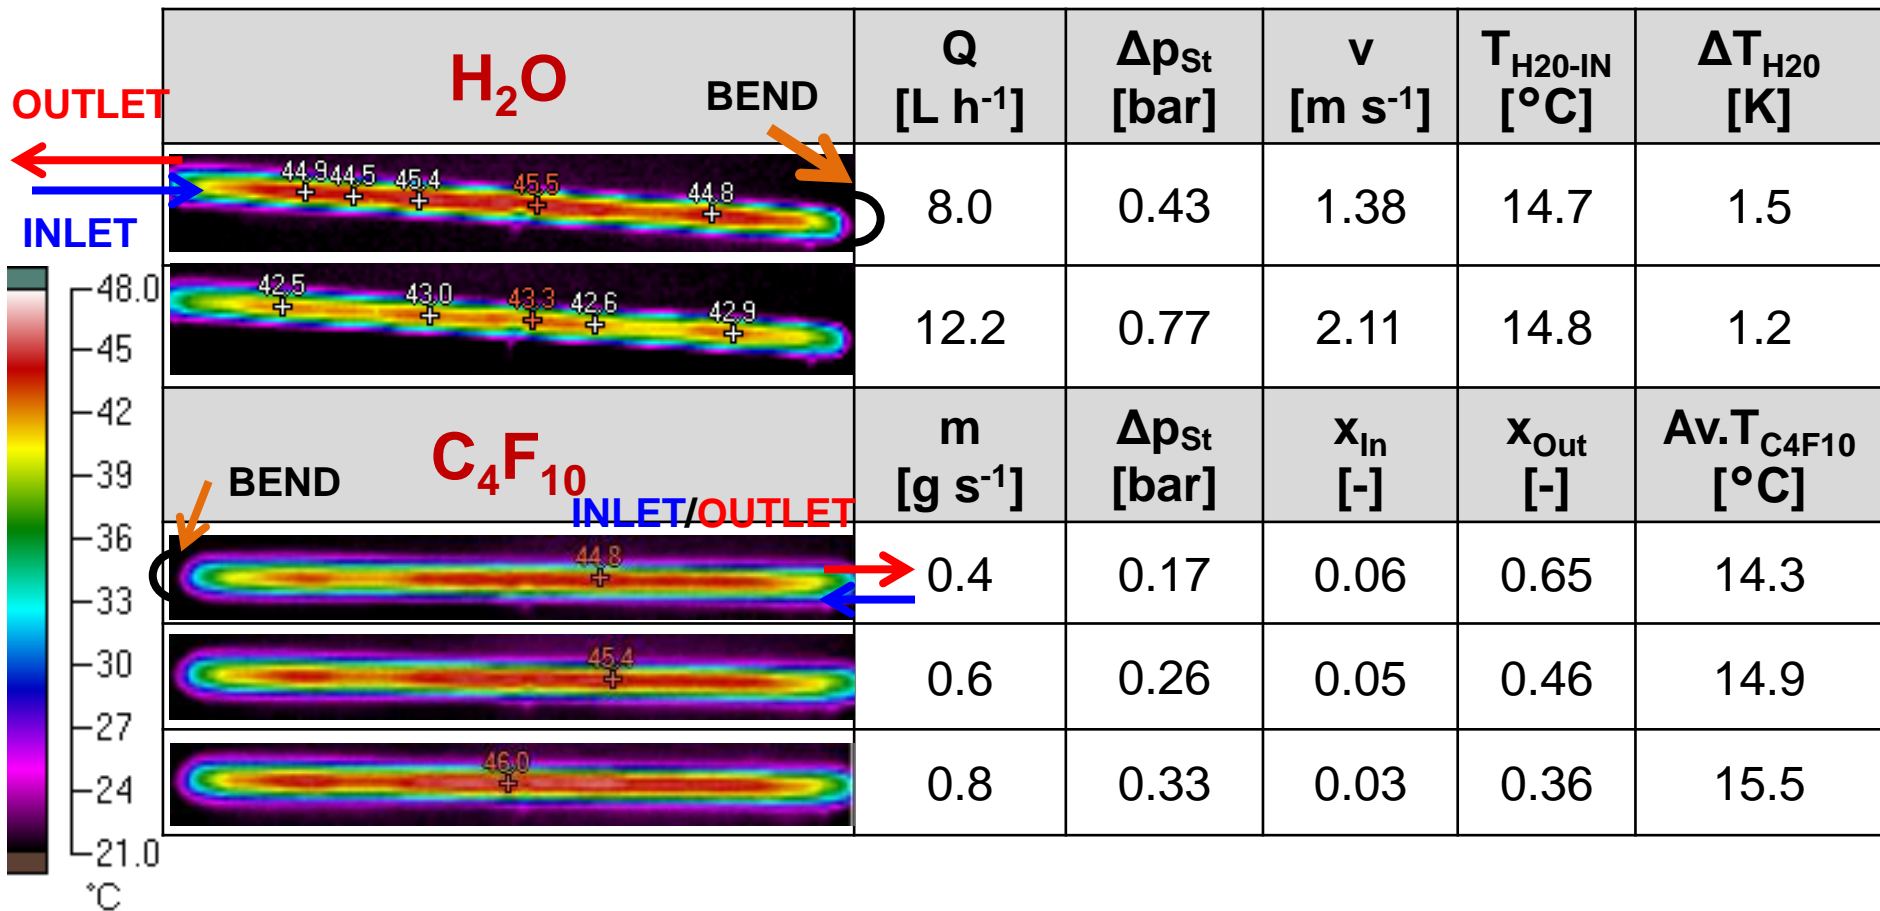 H2O
BEND
Q
[L h-1]
ΔpSt
[bar]
v
[m s-1]
TH20-IN
[°C]
ΔTH20
[K]
OUTLET
INLET
44.9 44.5 45.4 45.5 44.8
8.0 0.43 1.38 14.7 1.5
42.5 43.0 43.3 42.6 42.9
12.2 0.77 2.11 14.8 1.2
C4F10
BEND
INLET/OUTLET
m
[g s-1]
ΔpSt
[bar]
xIn
[-]
xOut
[-]
Av.TC4F10
[°C]
44.8
0.4 0.17 0.06 0.65 14.3
45.4
0.6 0.26 0.05 0.46 14.9
46.0
0.8 0.33 0.03 0.36 15.5
48.0
45
42
39
36
33
30
27
24
21.0
°C